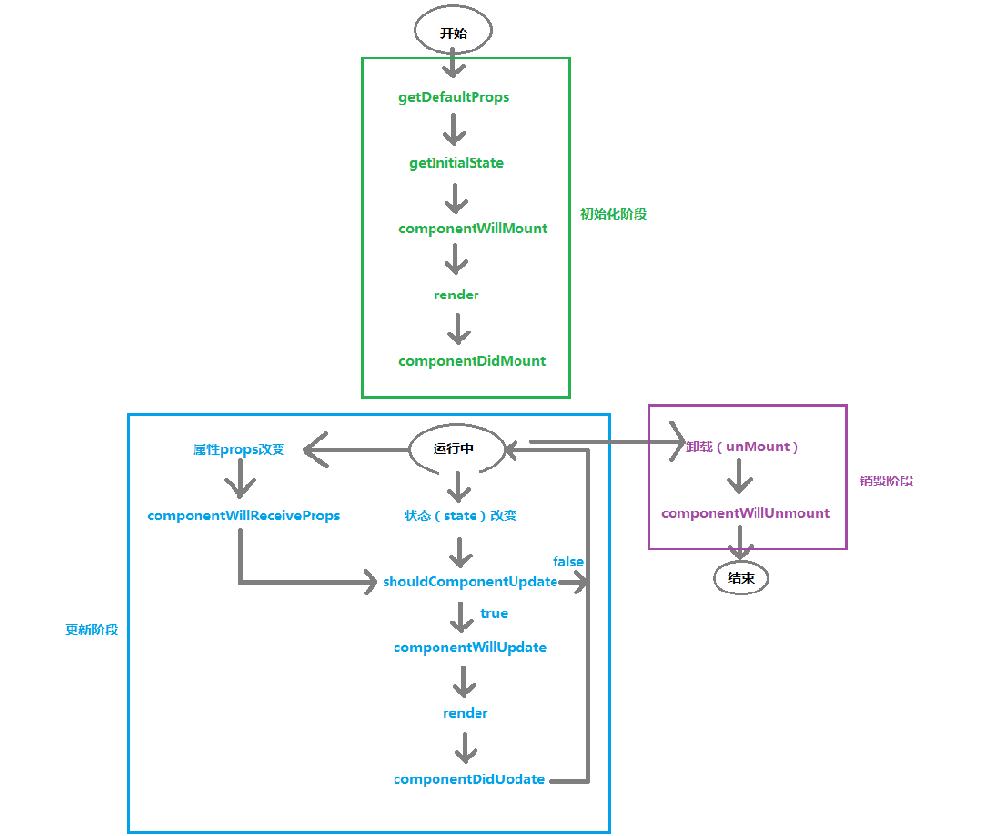 开始
getDefaultProps
getInitialState
componentWillMount
render
componentDidMount
初始化阶段
属性props改变
运行中
componentWillReceiveProps
状态（state）改变
shouldComponentUpdate
false
true
componentWillUpdate
render
componentDidUodate
更新阶段
卸载（unMount）
componentWillUnmount
销毁阶段
结束